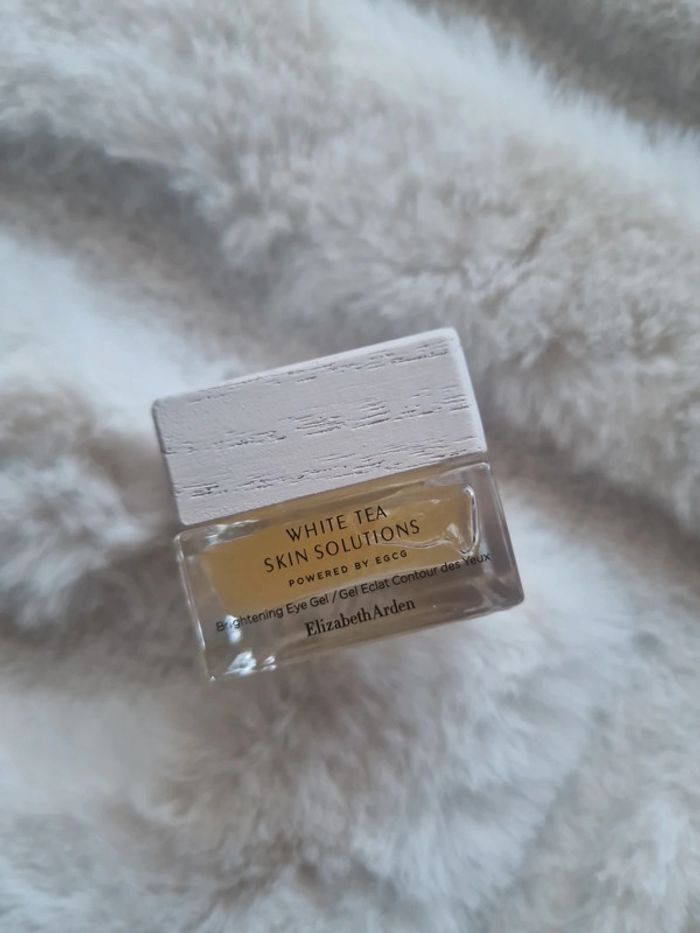 WHITE TEA
SKIN SOLUTIONS
POWERED BY EGCG
Brightening Eye Gel / Gel Eclat Contour des Yeux
ElizabethArden